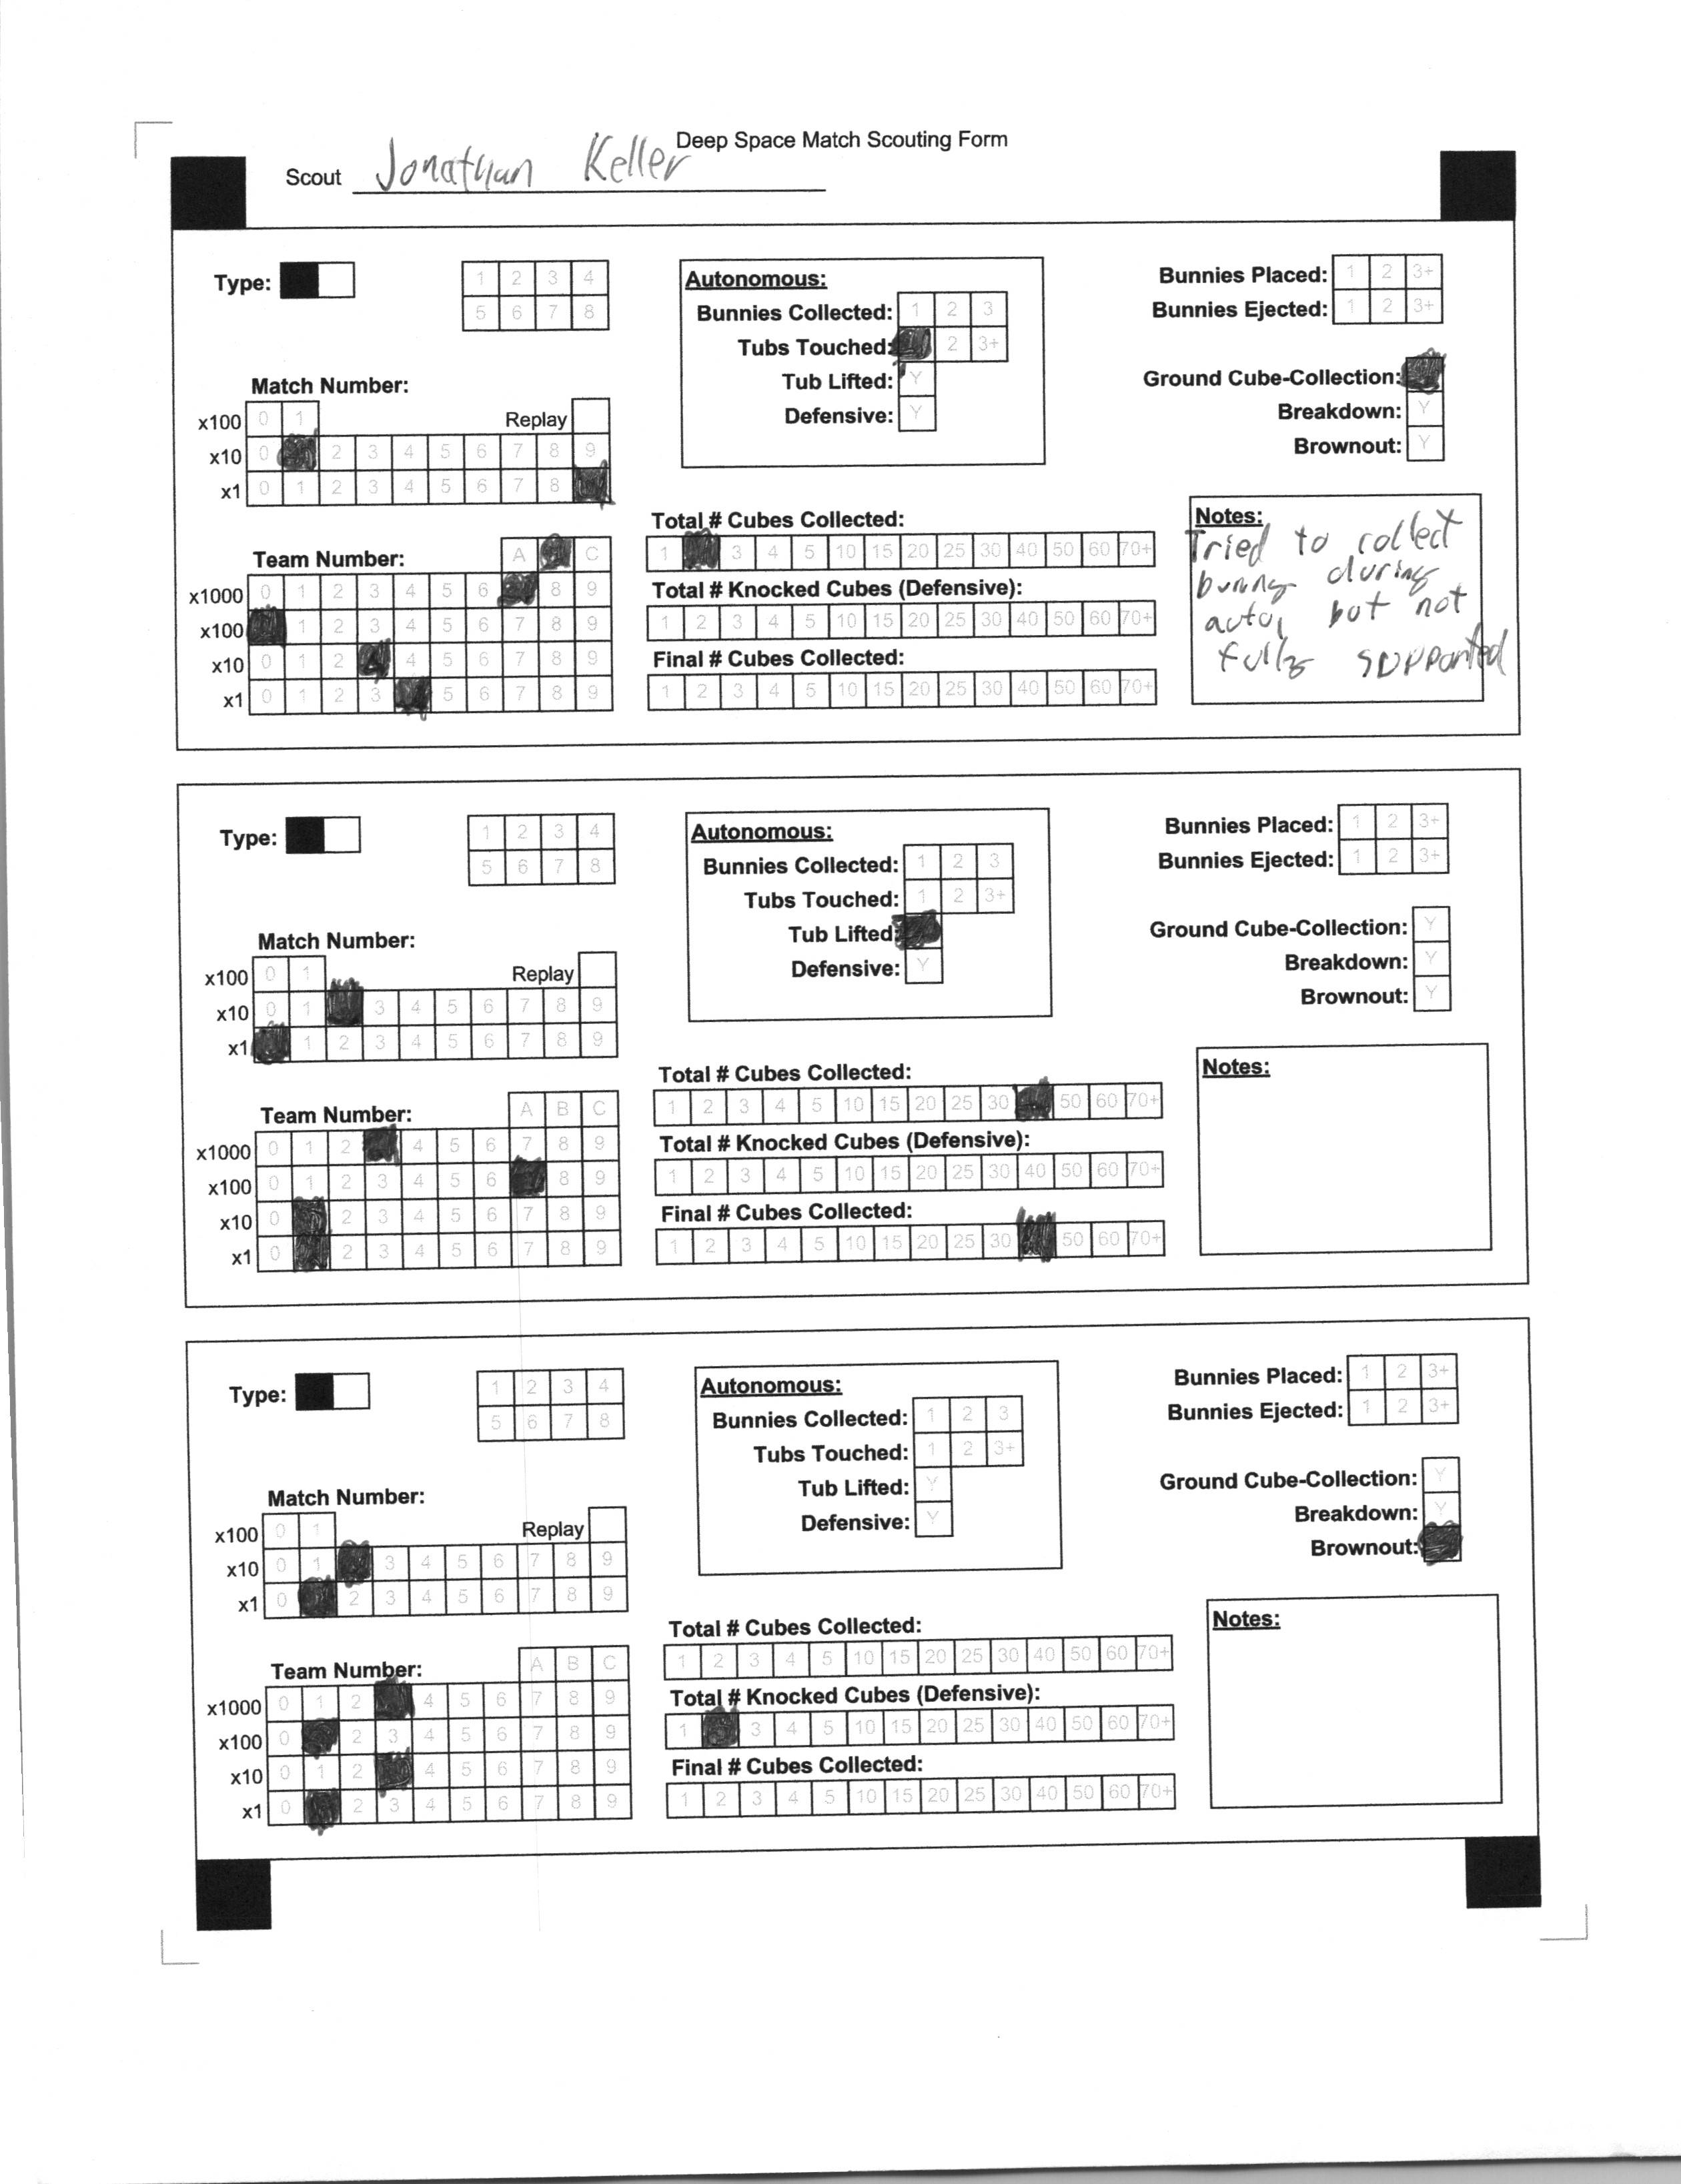 Deep Space Match Scouting Form
Scout Jonathan Keller
Type:
1 2 3 4
5 6 7 8
Match Number:
x100 0 1 Replay
x10 0 2 3 4 5 6 7 8 9
x1 0 1 2 3 4 5 6 7 8
Team Number: A C
x1000 0 1 2 3 4 5 6 8 9
x100 1 2 3 4 5 6 7 8 9
x10 0 1 2 4 5 6 7 8 9
x1 0 1 2 3 5 6 7 8 9
Autonomous:
Bunnies Collected: 1 2 3
Tubs Touched: 2 3+
Tub Lifted: Y
Defensive: Y
Total # Cubes Collected:
1 3 4 5 10 15 20 25 30 40 50 60 70+
Total # Knocked Cubes (Defensive):
1 2 3 4 5 10 15 20 25 30 40 50 60 70+
Final # Cubes Collected:
1 2 3 4 5 10 15 20 25 30 40 50 60 70+
Bunnies Placed: 1 2 3+
Bunnies Ejected: 1 2 3+
Ground Cube-Collection:
Breakdown: Y
Brownout: Y
Notes:
Tried to collect
bunny during
auto, but not
fully supported
Type:
1 2 3 4
5 6 7 8
Match Number:
x100 0 1 Replay
x10 0 1 3 4 5 6 7 8 9
x1 1 2 3 4 5 6 7 8 9
Team Number: A B C
x1000 0 1 2 4 5 6 7 8 9
x100 0 1 2 3 4 5 6 8 9
x10 0 2 3 4 5 6 7 8 9
x1 0 2 3 4 5 6 7 8 9
Autonomous:
Bunnies Collected: 1 2 3
Tubs Touched: 1 2 3+
Tub Lifted:
Defensive: Y
Total # Cubes Collected:
1 2 3 4 5 10 15 20 25 30 50 60 70+
Total # Knocked Cubes (Defensive):
1 2 3 4 5 10 15 20 25 30 40 50 60 70+
Final # Cubes Collected:
1 2 3 4 5 10 15 20 25 30 50 60 70+
Bunnies Placed: 1 2 3+
Bunnies Ejected: 1 2 3+
Ground Cube-Collection: Y
Breakdown: Y
Brownout: Y
Notes:
Type:
1 2 3 4
5 6 7 8
Match Number:
x100 0 1 Replay
x10 0 1 3 4 5 6 7 8 9
x1 0 2 3 4 5 6 7 8 9
Team Number: A B C
x1000 0 1 2 4 5 6 7 8 9
x100 0 2 3 4 5 6 7 8 9
x10 0 1 2 4 5 6 7 8 9
x1 0 2 3 4 5 6 7 8 9
Autonomous:
Bunnies Collected: 1 2 3
Tubs Touched: 1 2 3+
Tub Lifted: Y
Defensive: Y
Total # Cubes Collected:
1 2 3 4 5 10 15 20 25 30 40 50 60 70+
Total # Knocked Cubes (Defensive):
1 3 4 5 10 15 20 25 30 40 50 60 70+
Final # Cubes Collected:
1 2 3 4 5 10 15 20 25 30 40 50 60 70+
Bunnies Placed: 1 2 3+
Bunnies Ejected: 1 2 3+
Ground Cube-Collection: Y
Breakdown: Y
Brownout:
Notes: